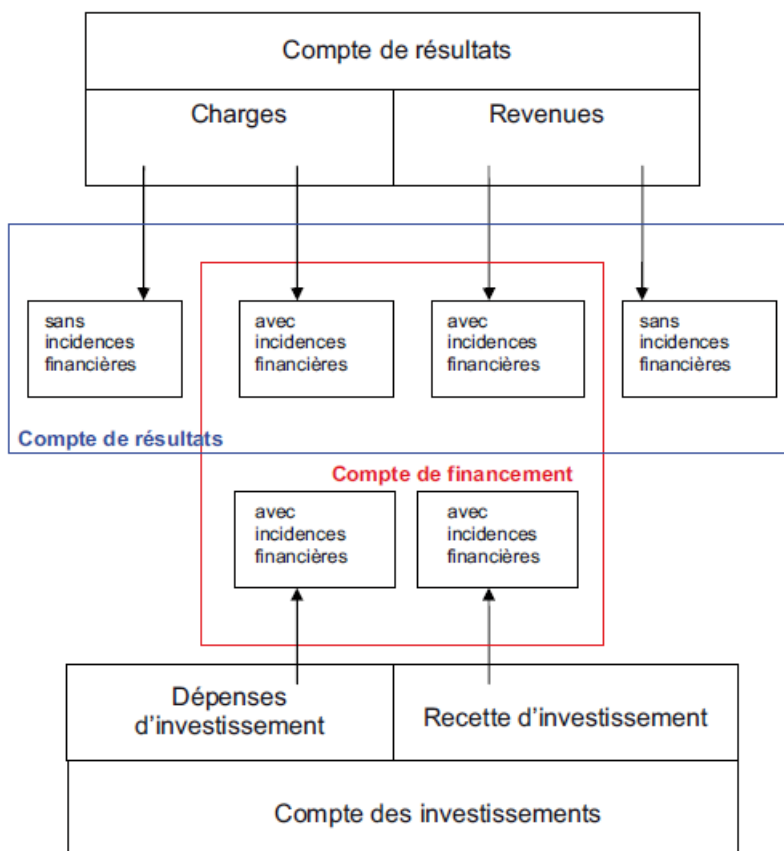 Compte de résultats
Charges
Revenues
sans
incidences
financières
avec
incidences
financières
avec
incidences
financières
sans
incidences
financières
Compte de résultats
Compte de financement
avec
incidences
financières
avec
incidences
financières
Dépenses
d'investissement
Recette d'investissement
Compte des investissements